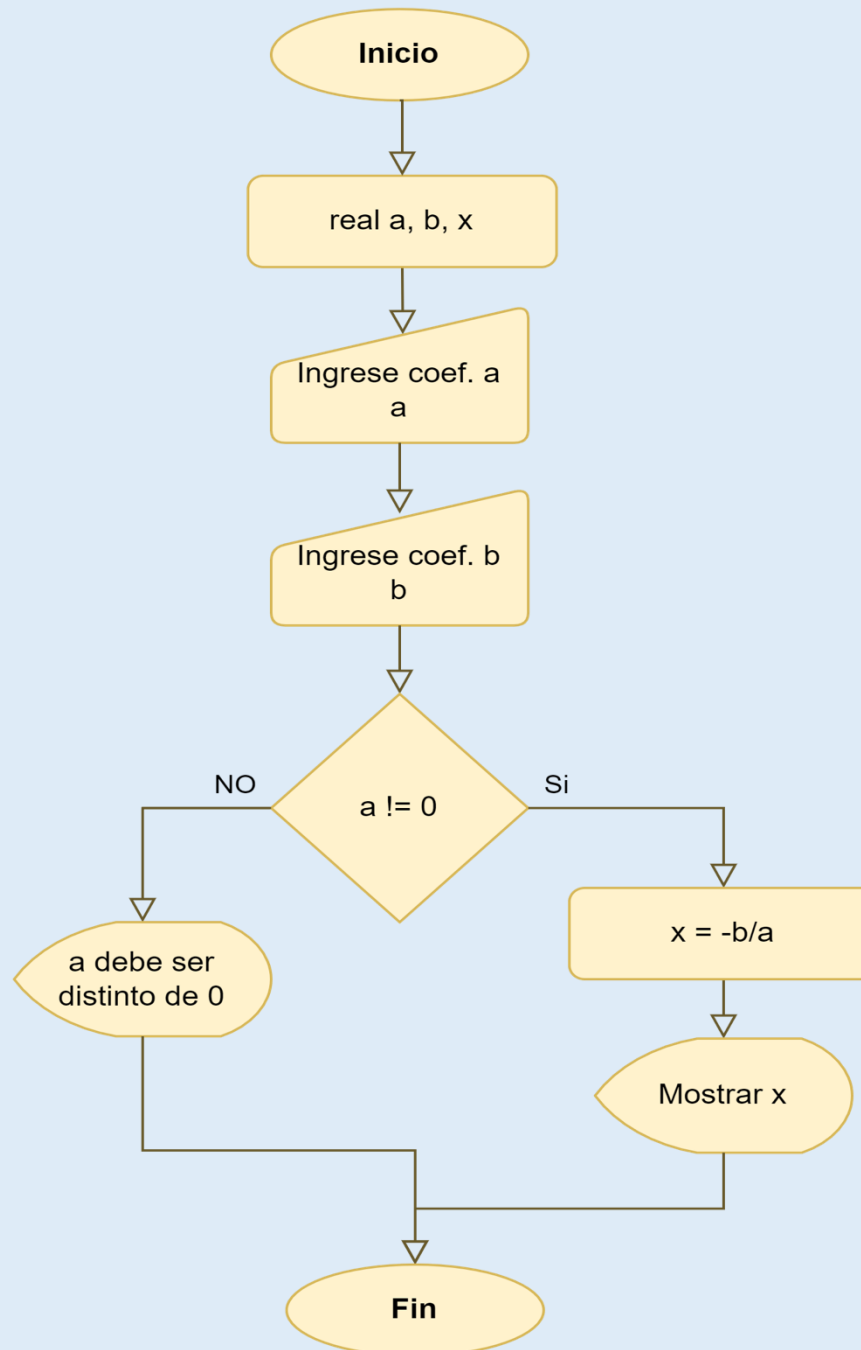 Inicio
real a, b, x
Ingrese coef. a
a
Ingrese coef. b
b
a != 0
NO
Si
a debe ser
distinto de 0
x = -b/a
Mostrar x
Fin